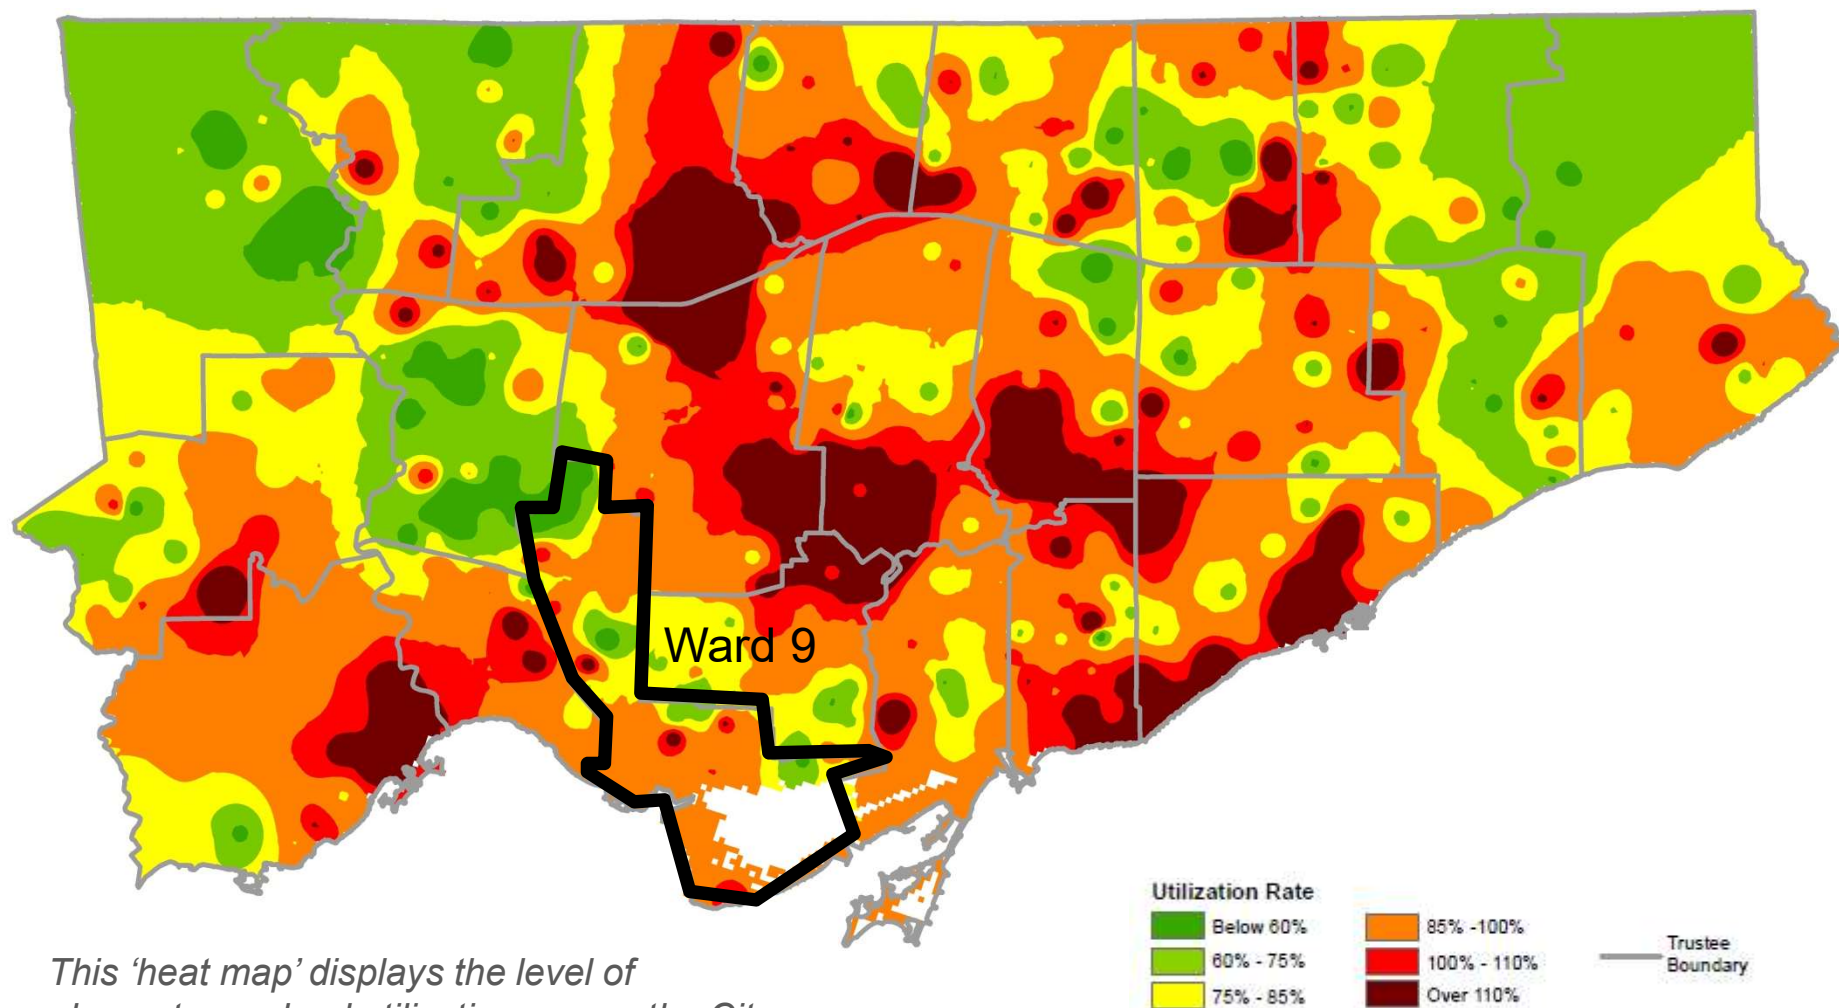 Ward 9
Utilization Rate
Below 60%
60% - 75%
75% - 85%
85% -100%
100% - 110%
Over 110%
Trustee
Boundary
This ‘heat map’ displays the level of